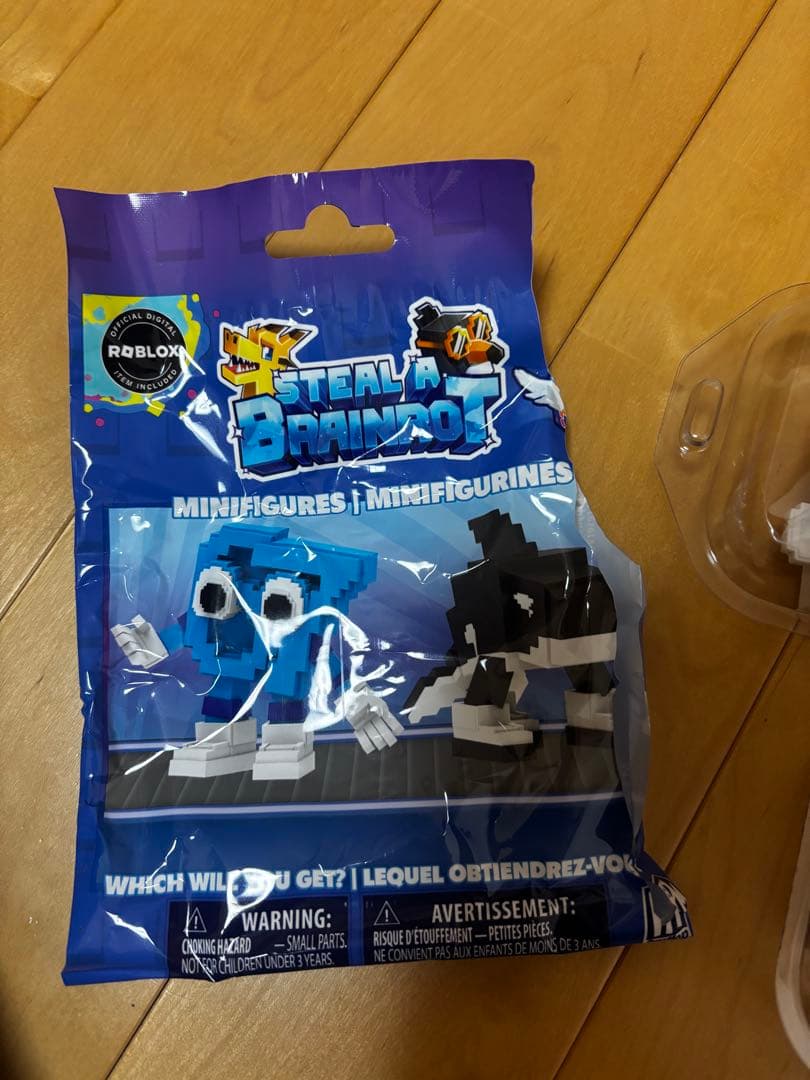 OFFICIAL DIGITAL
ROBLOX
ITEM INCLUDED
STEAL A
BRAINROT
MINIFIGURES | MINIFIGURINES
WHICH WILL YOU GET? | LEQUEL OBTIENDREZ-VOU
WARNING:
CHOKING HAZARD — SMALL PARTS.
NOT FOR CHILDREN UNDER 3 YEARS.
AVERTISSEMENT:
RISQUE D'ÉTOUFFEMENT — PETITES PIÈCES.
NE CONVIENT PAS AUX ENFANTS DE MOINS DE 3 ANS